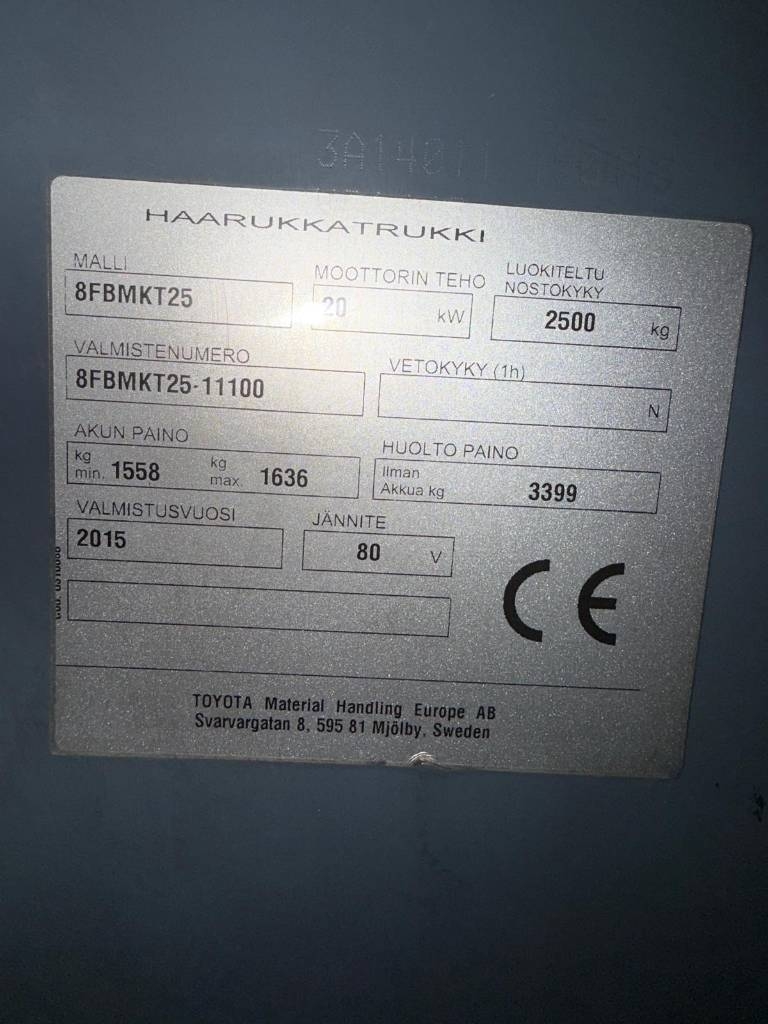 HAARUKKATRUKKI
MALLI
8FBMKT25
MOOTTORIN TEHO
20 kW
LUOKITELTU
NOSTOKYKY
2500 kg
VALMISTENUMERO
8FBMKT25-11100
VETOKYKY (1h)
N
AKUN PAINO
kg
min. 1558
kg
max. 1636
HUOLTO PAINO
Ilman
Akkua kg 3399
VALMISTUSVUOSI
2015
JÄNNITE
80 V
CE
TOYOTA Material Handling Europe AB
Svarvargatan 8, 595 81 Mjölby, Sweden